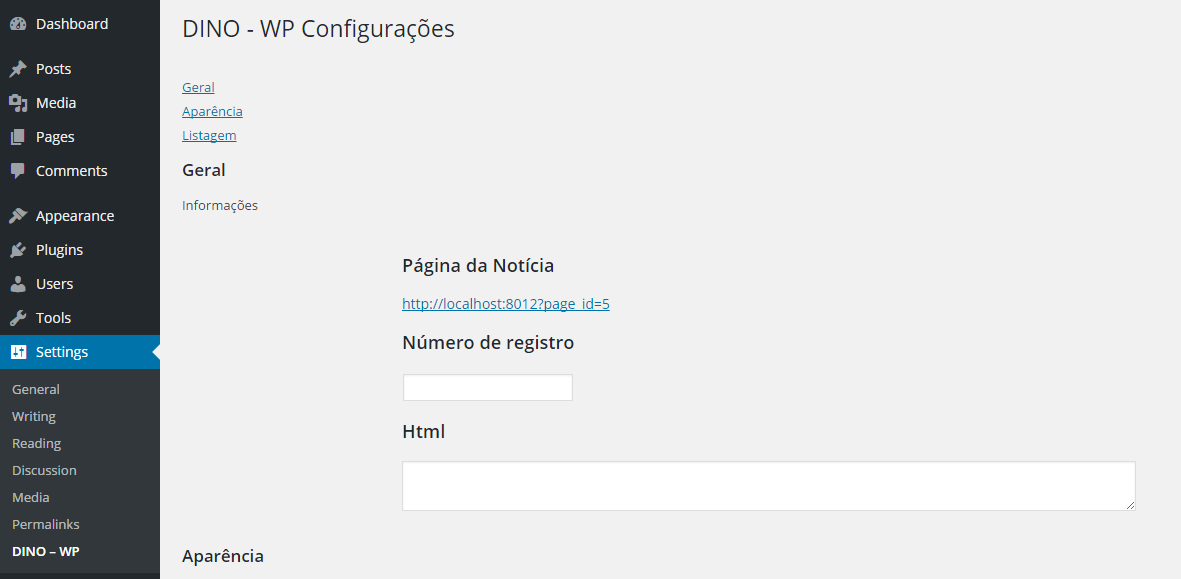 Dashboard
Posts
Media
Pages
Comments
Appearance
Plugins
Users
Tools
Settings
General
Writing
Reading
Discussion
Media
Permalinks
DINO – WP
DINO - WP Configurações
Geral
Aparência
Listagem
Geral
Informações
Página da Notícia
http://localhost:8012?page_id=5
Número de registro
Html
Aparência